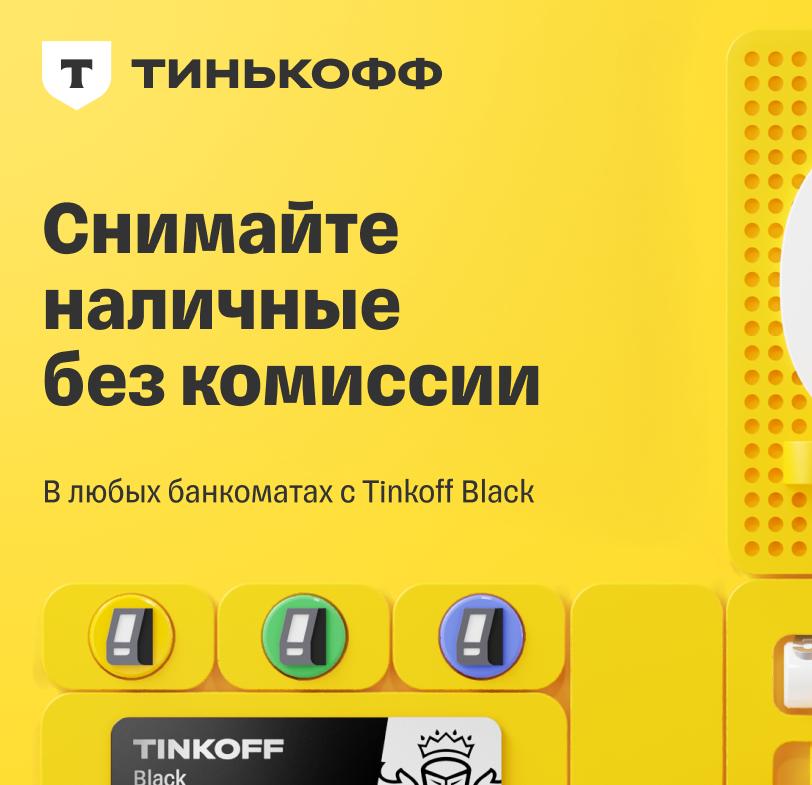 Т ТИНЬКОФФ
Снимайте
наличные
без комиссии
В любых банкоматах с Tinkoff Black
TINKOFF
Black